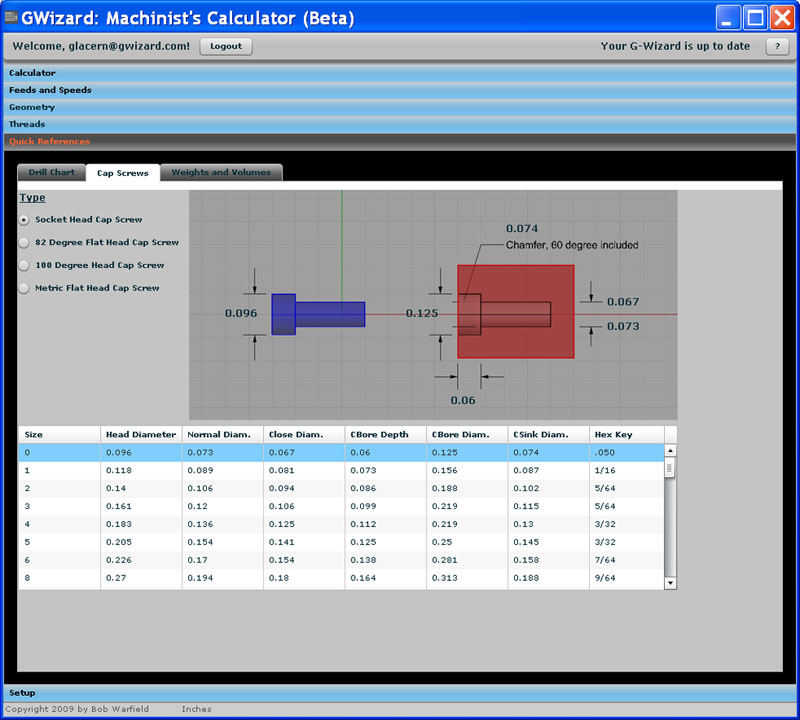 GWizard: Machinist's Calculator (Beta)
Welcome, glacern@gwizard.com! Logout Your G-Wizard is up to date ?
Calculator
Feeds and Speeds
Geometry
Threads
Quick References
Drill Chart Cap Screws Weights and Volumes
Type
Socket Head Cap Screw
82 Degree Flat Head Cap Screw
100 Degree Head Cap Screw
Metric Flat Head Cap Screw
0.074
Chamfer, 60 degree included
0.096
0.125
0.067
0.073
0.06
Size Head Diameter Normal Diam. Close Diam. CBore Depth CBore Diam. CSink Diam. Hex Key
0 0.096 0.073 0.067 0.06 0.125 0.074 .050
1 0.118 0.089 0.081 0.073 0.156 0.087 1/16
2 0.14 0.106 0.094 0.086 0.188 0.102 5/64
3 0.161 0.12 0.106 0.099 0.219 0.115 5/64
4 0.183 0.136 0.125 0.112 0.219 0.13 3/32
5 0.205 0.154 0.141 0.125 0.25 0.145 3/32
6 0.226 0.17 0.154 0.138 0.281 0.158 7/64
8 0.27 0.194 0.18 0.164 0.313 0.188 9/64
Setup
Copyright 2009 by Bob Warfield Inches